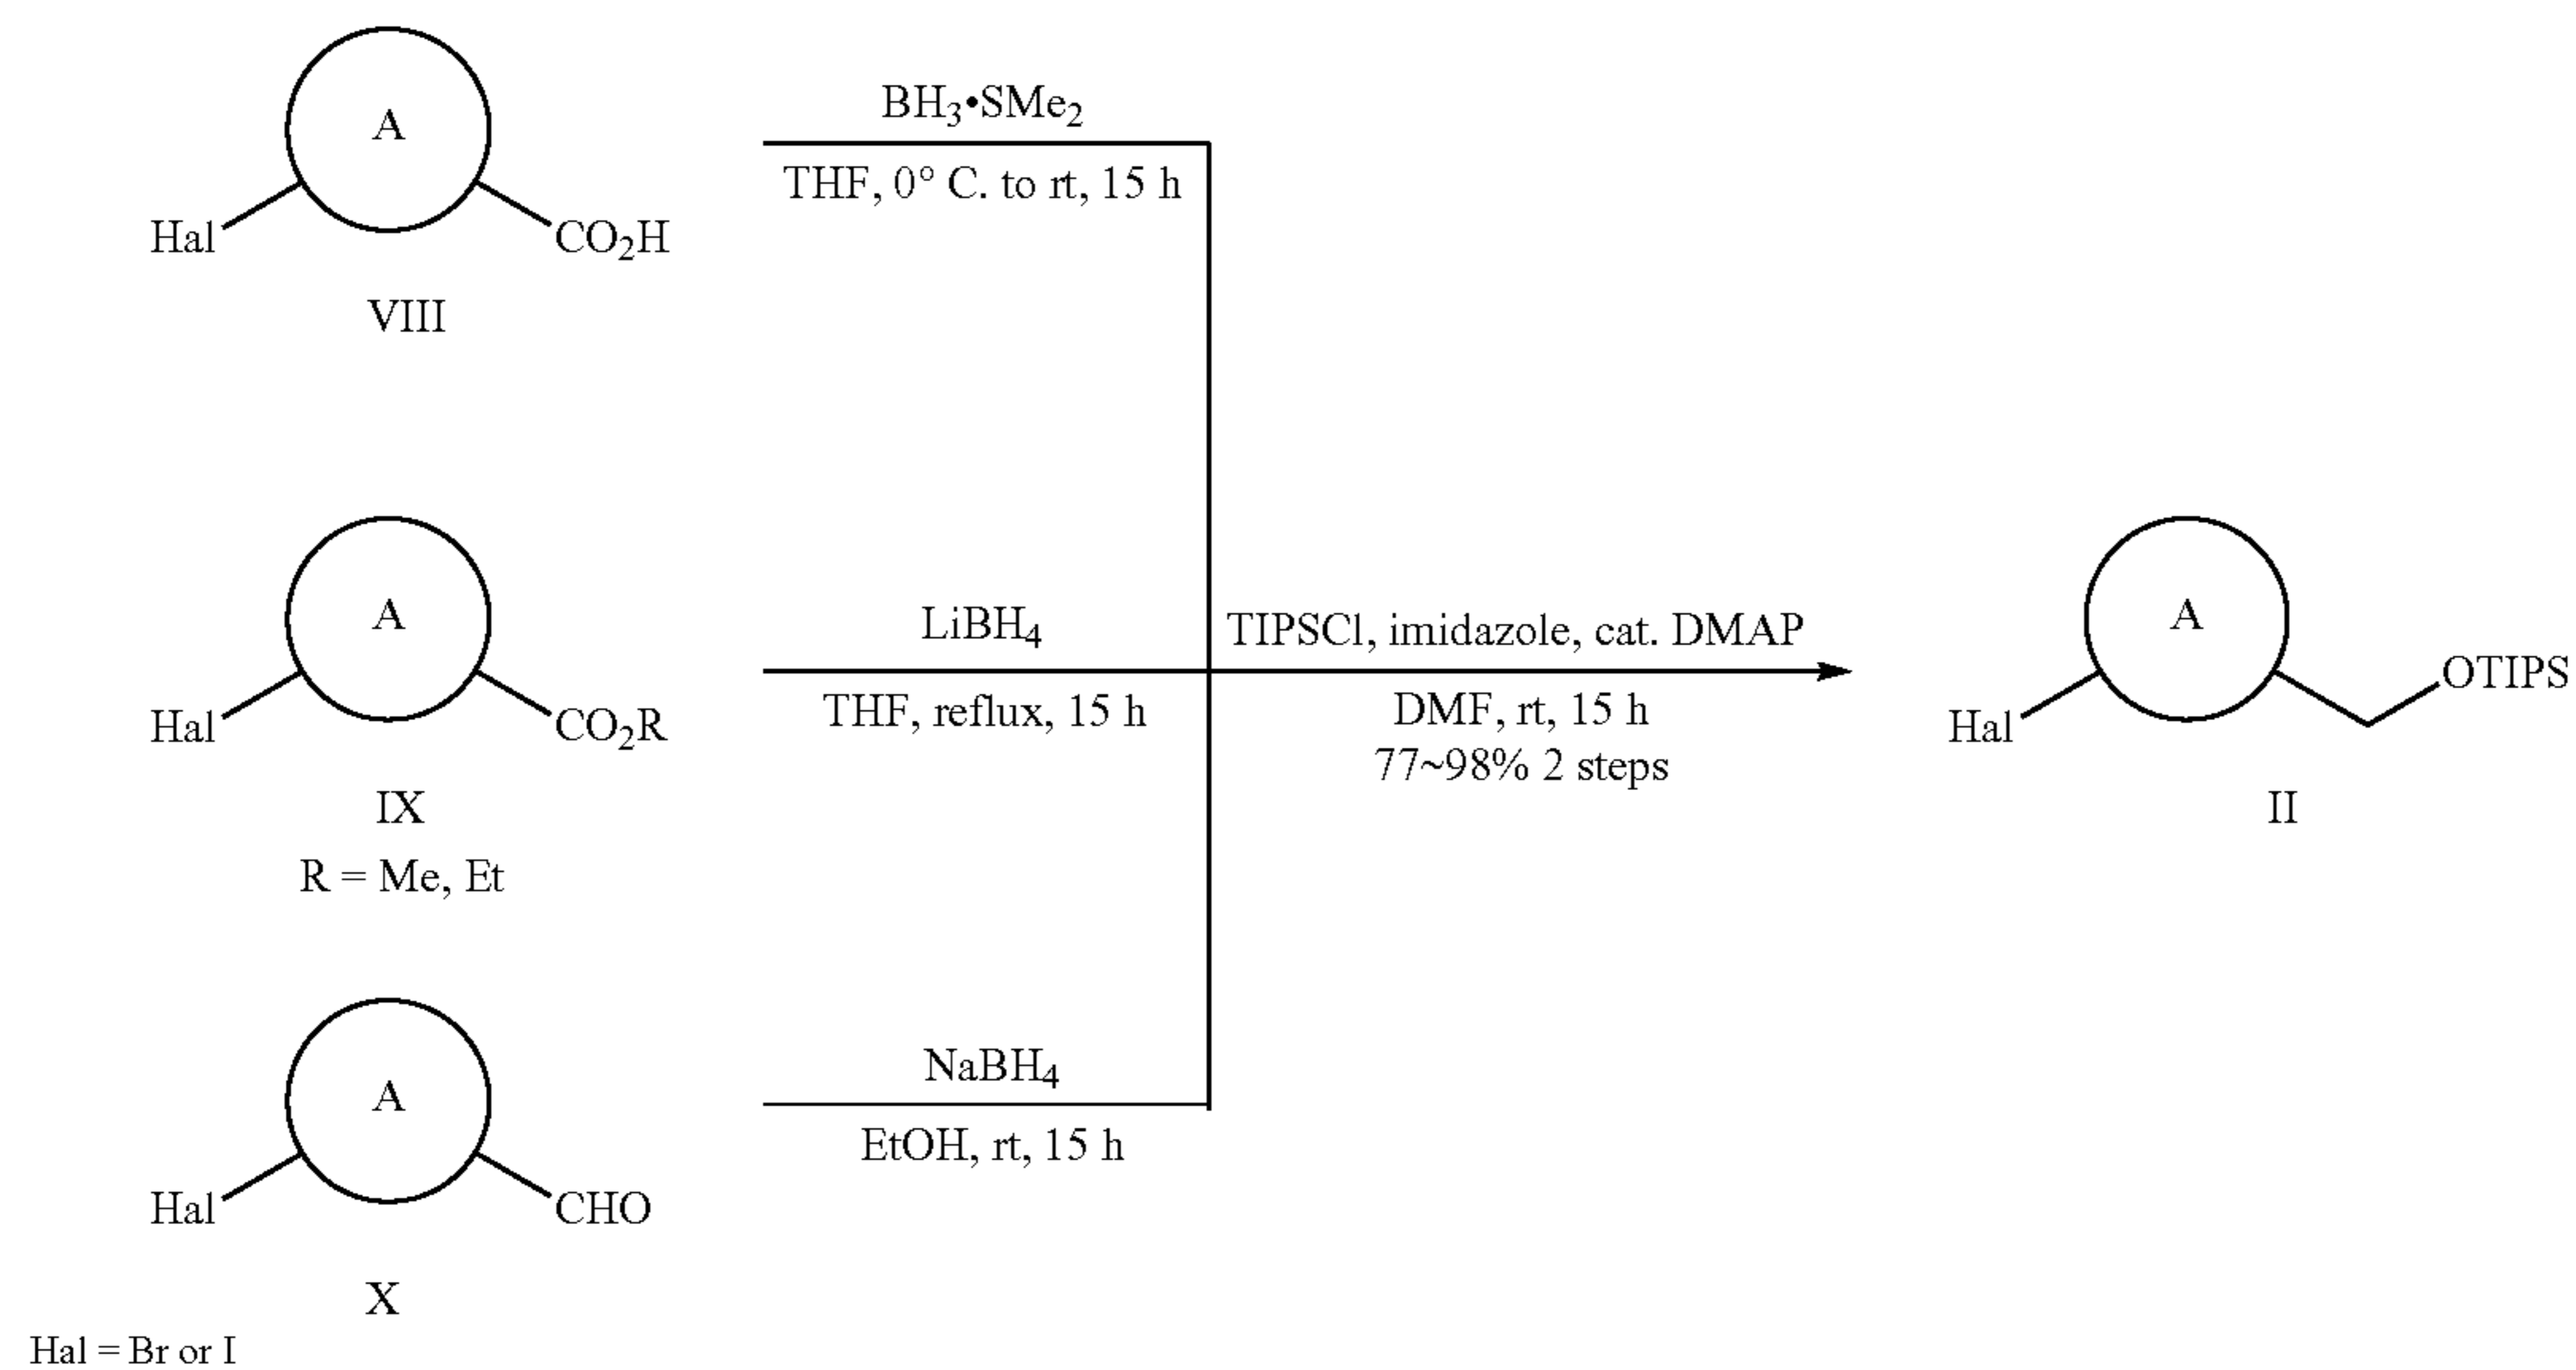 A
Hal
CO2H
VIII
BH3•SMe2
THF, 0° C. to rt, 15 h
A
Hal
CO2R
IX
R = Me, Et
LiBH4
THF, reflux, 15 h
TIPSCl, imidazole, cat. DMAP
DMF, rt, 15 h
77~98% 2 steps
A
Hal
OTIPS
II
A
Hal
CHO
X
NaBH4
EtOH, rt, 15 h
Hal = Br or I